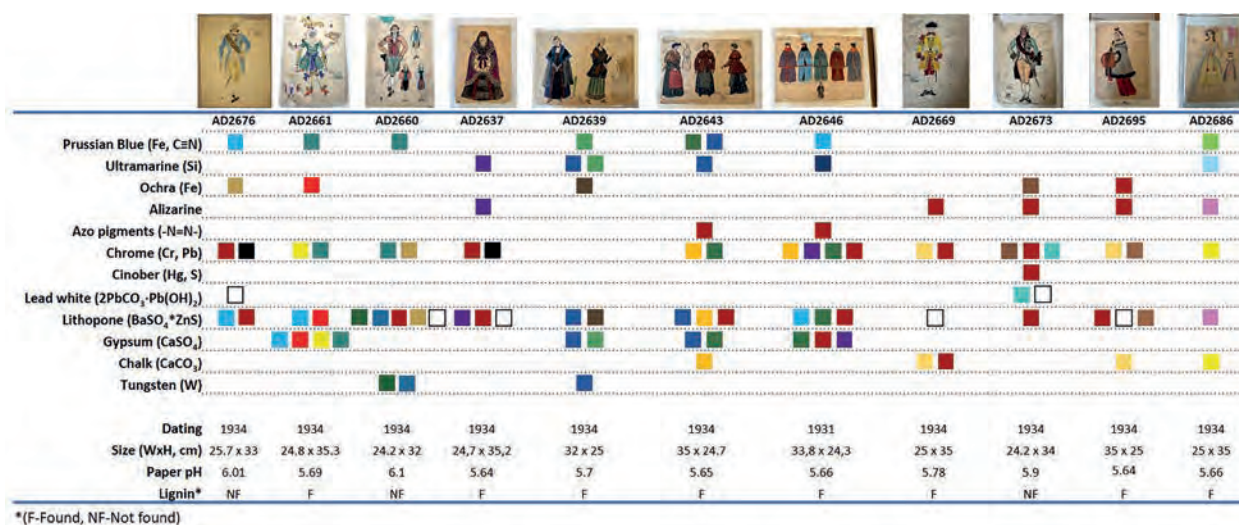 AD2676 AD2661 AD2660 AD2637 AD2639 AD2643 AD2646 AD2669 AD2673 AD2695 AD2686
Prussian Blue (Fe, C≡N)
Ultramarine (Si)
Ochra (Fe)
Alizarine
Azo pigments (-N=N-)
Chrome (Cr, Pb)
Cinober (Hg, S)
Lead white (2PbCO₃·Pb(OH)₂)
Lithopone (BaSO₄*ZnS)
Gypsum (CaSO₄)
Chalk (CaCO₃)
Tungsten (W)
Dating 1934 1934 1934 1934 1934 1934 1931 1934 1934 1934 1934
Size (WxH, cm) 25.7 x 33 24,8 x 35,3 24.2 x 32 24,7 x 35,2 32 x 25 35 x 24.7 33,8 x 24,3 25 x 35 24.2 x 34 35 x 25 25 x 35
Paper pH 6.01 5.69 6.1 5.64 5.7 5.65 5.66 5.78 5.9 5.64 5.66
Lignin* NF F NF F F F F F NF F F
*(F-Found, NF-Not found)